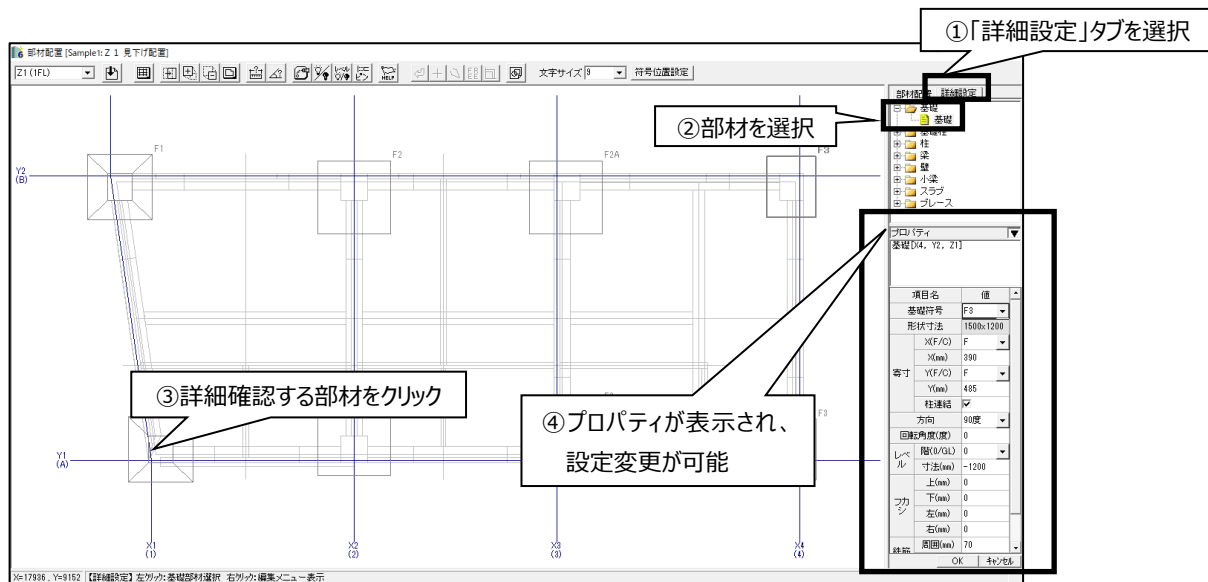 ①「詳細設定」タブを選択
部材配置 [Sample1: Z 1 見下げ配置]
Z1 (1FL)
HELP
文字サイズ 9
符号位置設定
部材配置 詳細設定
基礎
基礎
②部材を選択
基礎柱
柱
梁
壁
小梁
スラブ
ブレース
F1
F2
F2A
F3
Y2
(B)
プロパティ
基礎[X4, Y2, Z1]
項目名 値
基礎符号 F3
形状寸法 1500x1200
寄寸
X(F/C) F
X(mm) 390
Y(F/C) F
Y(mm) 485
柱連結
方向 90度
回転角度(度) 0
レベル
階(0/GL) 0
寸法(mm) -1200
フカシ
上(mm) 0
下(mm) 0
左(mm) 0
右(mm) 0
鉄筋
周囲(mm) 70
OK キャンセル
③詳細確認する部材をクリック
④プロパティが表示され、
設定変更が可能
F3
Y1
(A)
X1
(1)
X2
(2)
X3
(3)
X4
(4)
X=17936 , Y=9152 【詳細設定】左クリック:基礎部材選択 右クリック:編集メニュー表示